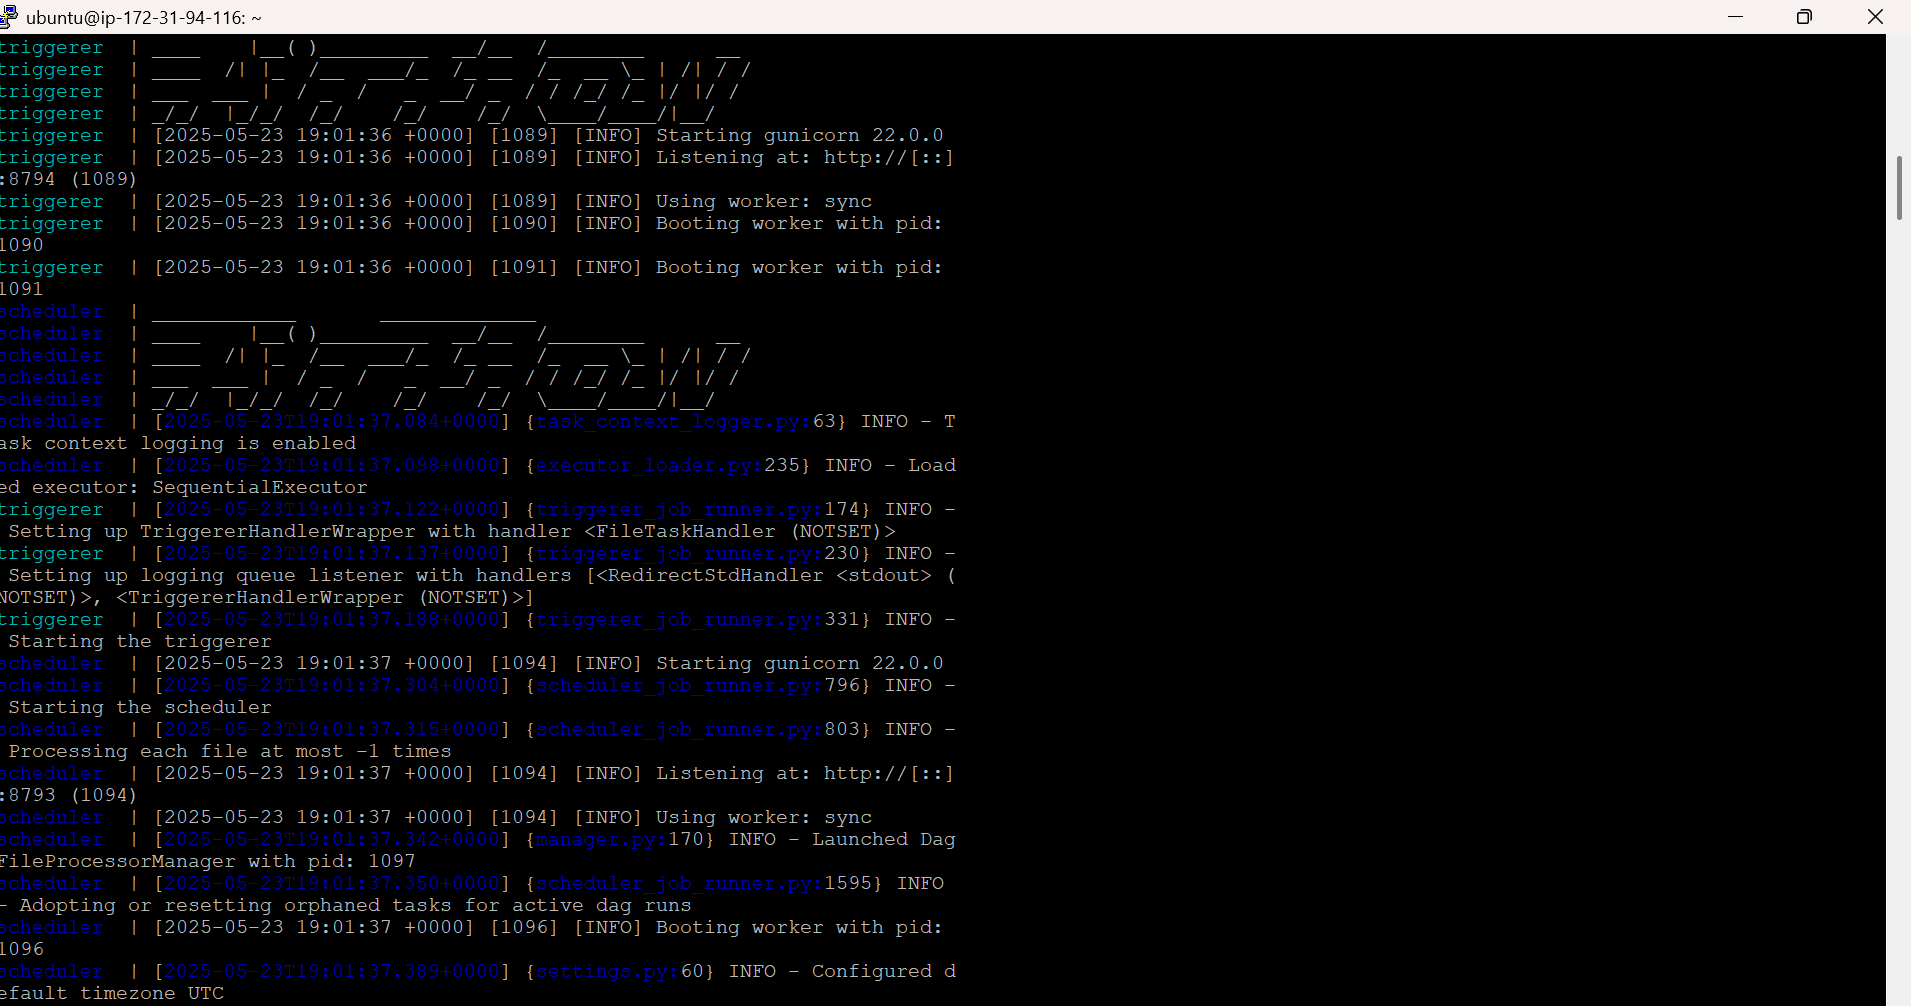 ubuntu@ip-172-31-94-116: ~
triggerer  | ____       |__( )_________  __/__  /________      __
triggerer  | ____  /| |_  /__  ___/_  /_ __  /_  __ \_ | /| / /
triggerer  | ___  ___ |  / _  /   _  __/ _  / / /_/ /_ |/ |/ /
triggerer  | _/_/  |_/_/  /_/    /_/    /_/  \____/____/|__/
triggerer  | [2025-05-23 19:01:36 +0000] [1089] [INFO] Starting gunicorn 22.0.0
triggerer  | [2025-05-23 19:01:36 +0000] [1089] [INFO] Listening at: http://[::]
:8794 (1089)
triggerer  | [2025-05-23 19:01:36 +0000] [1089] [INFO] Using worker: sync
triggerer  | [2025-05-23 19:01:36 +0000] [1090] [INFO] Booting worker with pid:
1090
triggerer  | [2025-05-23 19:01:36 +0000] [1091] [INFO] Booting worker with pid:
1091
scheduler  | ____________       _____________
scheduler  | ____       |__( )_________  __/__  /________      __
scheduler  | ____  /| |_  /__  ___/_  /_ __  /_  __ \_ | /| / /
scheduler  | ___  ___ |  / _  /   _  __/ _  / / /_/ /_ |/ |/ /
scheduler  | _/_/  |_/_/  /_/    /_/    /_/  \____/____/|__/
scheduler  | [2025-05-23T19:01:37.084+0000] {task_context_logger.py:63} INFO - T
ask context logging is enabled
scheduler  | [2025-05-23T19:01:37.098+0000] {executor_loader.py:235} INFO - Load
ed executor: SequentialExecutor
triggerer  | [2025-05-23T19:01:37.122+0000] {triggerer_job_runner.py:174} INFO -
 Setting up TriggererHandlerWrapper with handler <FileTaskHandler (NOTSET)>
triggerer  | [2025-05-23T19:01:37.137+0000] {triggerer_job_runner.py:230} INFO -
 Setting up logging queue listener with handlers [<RedirectStdHandler <stdout> (
NOTSET)>, <TriggererHandlerWrapper (NOTSET)>]
triggerer  | [2025-05-23T19:01:37.188+0000] {triggerer_job_runner.py:331} INFO -
 Starting the triggerer
scheduler  | [2025-05-23 19:01:37 +0000] [1094] [INFO] Starting gunicorn 22.0.0
scheduler  | [2025-05-23T19:01:37.304+0000] {scheduler_job_runner.py:796} INFO -
 Starting the scheduler
scheduler  | [2025-05-23T19:01:37.315+0000] {scheduler_job_runner.py:803} INFO -
 Processing each file at most -1 times
scheduler  | [2025-05-23 19:01:37 +0000] [1094] [INFO] Listening at: http://[::]
:8793 (1094)
scheduler  | [2025-05-23 19:01:37 +0000] [1094] [INFO] Using worker: sync
scheduler  | [2025-05-23T19:01:37.342+0000] {manager.py:170} INFO - Launched Dag
FileProcessorManager with pid: 1097
scheduler  | [2025-05-23T19:01:37.350+0000] {scheduler_job_runner.py:1595} INFO
- Adopting or resetting orphaned tasks for active dag runs
scheduler  | [2025-05-23 19:01:37 +0000] [1096] [INFO] Booting worker with pid:
1096
scheduler  | [2025-05-23T19:01:37.389+0000] {settings.py:60} INFO - Configured d
efault timezone UTC